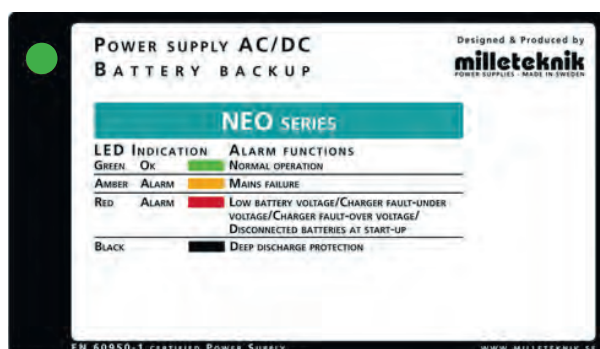 POWER SUPPLY AC/DC
BATTERY BACKUP
Designed & Produced by
milleteknik
POWER SUPPLIES - MADE IN SWEDEN
NEO SERIES
LED INDICATION ALARM FUNCTIONS
GREEN OK NORMAL OPERATION
AMBER ALARM MAINS FAILURE
RED ALARM LOW BATTERY VOLTAGE/CHARGER FAULT-UNDER
VOLTAGE/CHARGER FAULT-OVER VOLTAGE/
DISCONNECTED BATTERIES AT START-UP
BLACK DEEP DISCHARGE PROTECTION
EN 60950-1 CERTIFIED POWER SUPPLY
WWW.MILLETEKNIK.SE